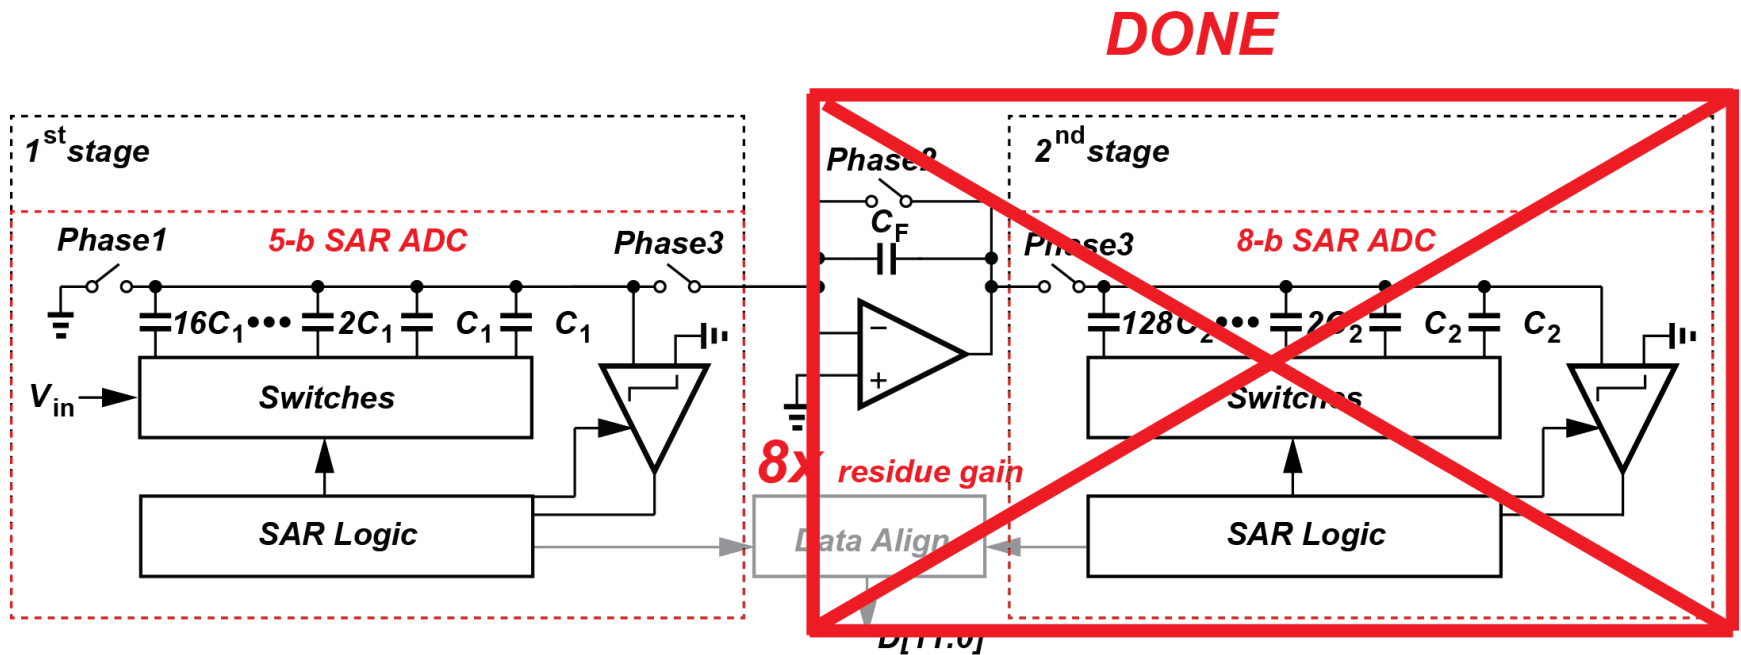 DONE
1st stage
2nd stage
Phase1
5-b SAR ADC
Phase3
Phase2
CF
Phase3
8-b SAR ADC
16C1
2C1
C1
C1
128C2
2C2
C2
C2
Vin
Switches
−
+
Switches
8x residue gain
SAR Logic
Data Align
SAR Logic
D[11:0]